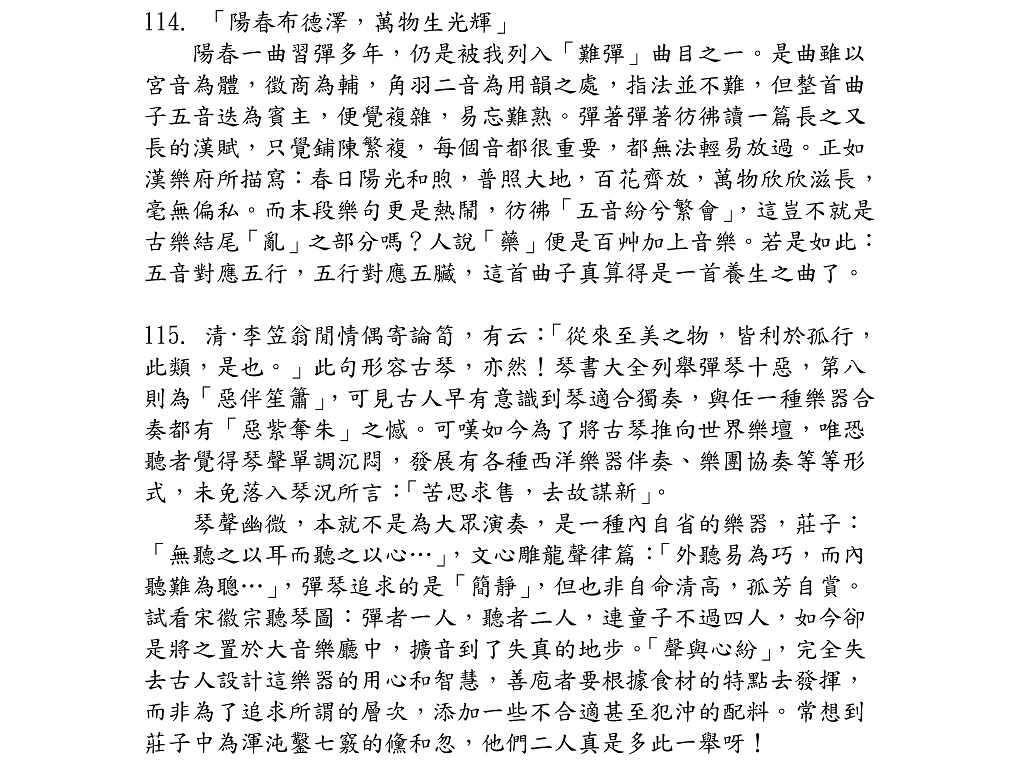 114. 「陽春布德澤，萬物生光輝」
陽春一曲習彈多年，仍是被我列入「難彈」曲目之一。是曲雖以
宮音為體，徵商為輔，角羽二音為用韻之處，指法並不難，但整首曲
子五音迭為賓主，便覺複雜，易忘難熟。彈著彈著彷彿讀一篇長之又
長的漢賦，只覺鋪陳繁複，每個音都很重要，都無法輕易放過。正如
漢樂府所描寫：春日陽光和煦，普照大地，百花齊放，萬物欣欣滋長，
毫無偏私。而末段樂句更是熱鬧，彷彿「五音紛兮繁會」，這豈不就是
古樂結尾「亂」之部分嗎？人說「藥」便是百艸加上音樂。若是如此：
五音對應五行，五行對應五臟，這首曲子真算得是一首養生之曲了。
115. 清·李笠翁閒情偶寄論筍，有云：「從來至美之物，皆利於孤行，
此類，是也。」此句形容古琴，亦然！琴書大全列舉彈琴十惡，第八
則為「惡伴笙簫」，可見古人早有意識到琴適合獨奏，與任一種樂器合
奏都有「惡紫奪朱」之憾。可嘆如今為了將古琴推向世界樂壇，唯恐
聽者覺得琴聲單調沉悶，發展有各種西洋樂器伴奏、樂團協奏等等形
式，未免落入琴況所言：「苦思求售，去故謀新」。
琴聲幽微，本就不是為大眾演奏，是一種內自省的樂器，莊子：
「無聽之以耳而聽之以心…」，文心雕龍聲律篇：「外聽易為巧，而內
聽難為聰…」，彈琴追求的是「簡靜」，但也非自命清高，孤芳自賞。
試看宋徽宗聽琴圖：彈者一人，聽者二人，連童子不過四人，如今卻
是將之置於大音樂廳中，擴音到了失真的地步。「聲與心紛」，完全失
去古人設計這樂器的用心和智慧，善庖者要根據食材的特點去發揮，
而非為了追求所謂的層次，添加一些不合適甚至犯沖的配料。常想到
莊子中為渾沌鑿七竅的儵和忽，他們二人真是多此一舉呀！